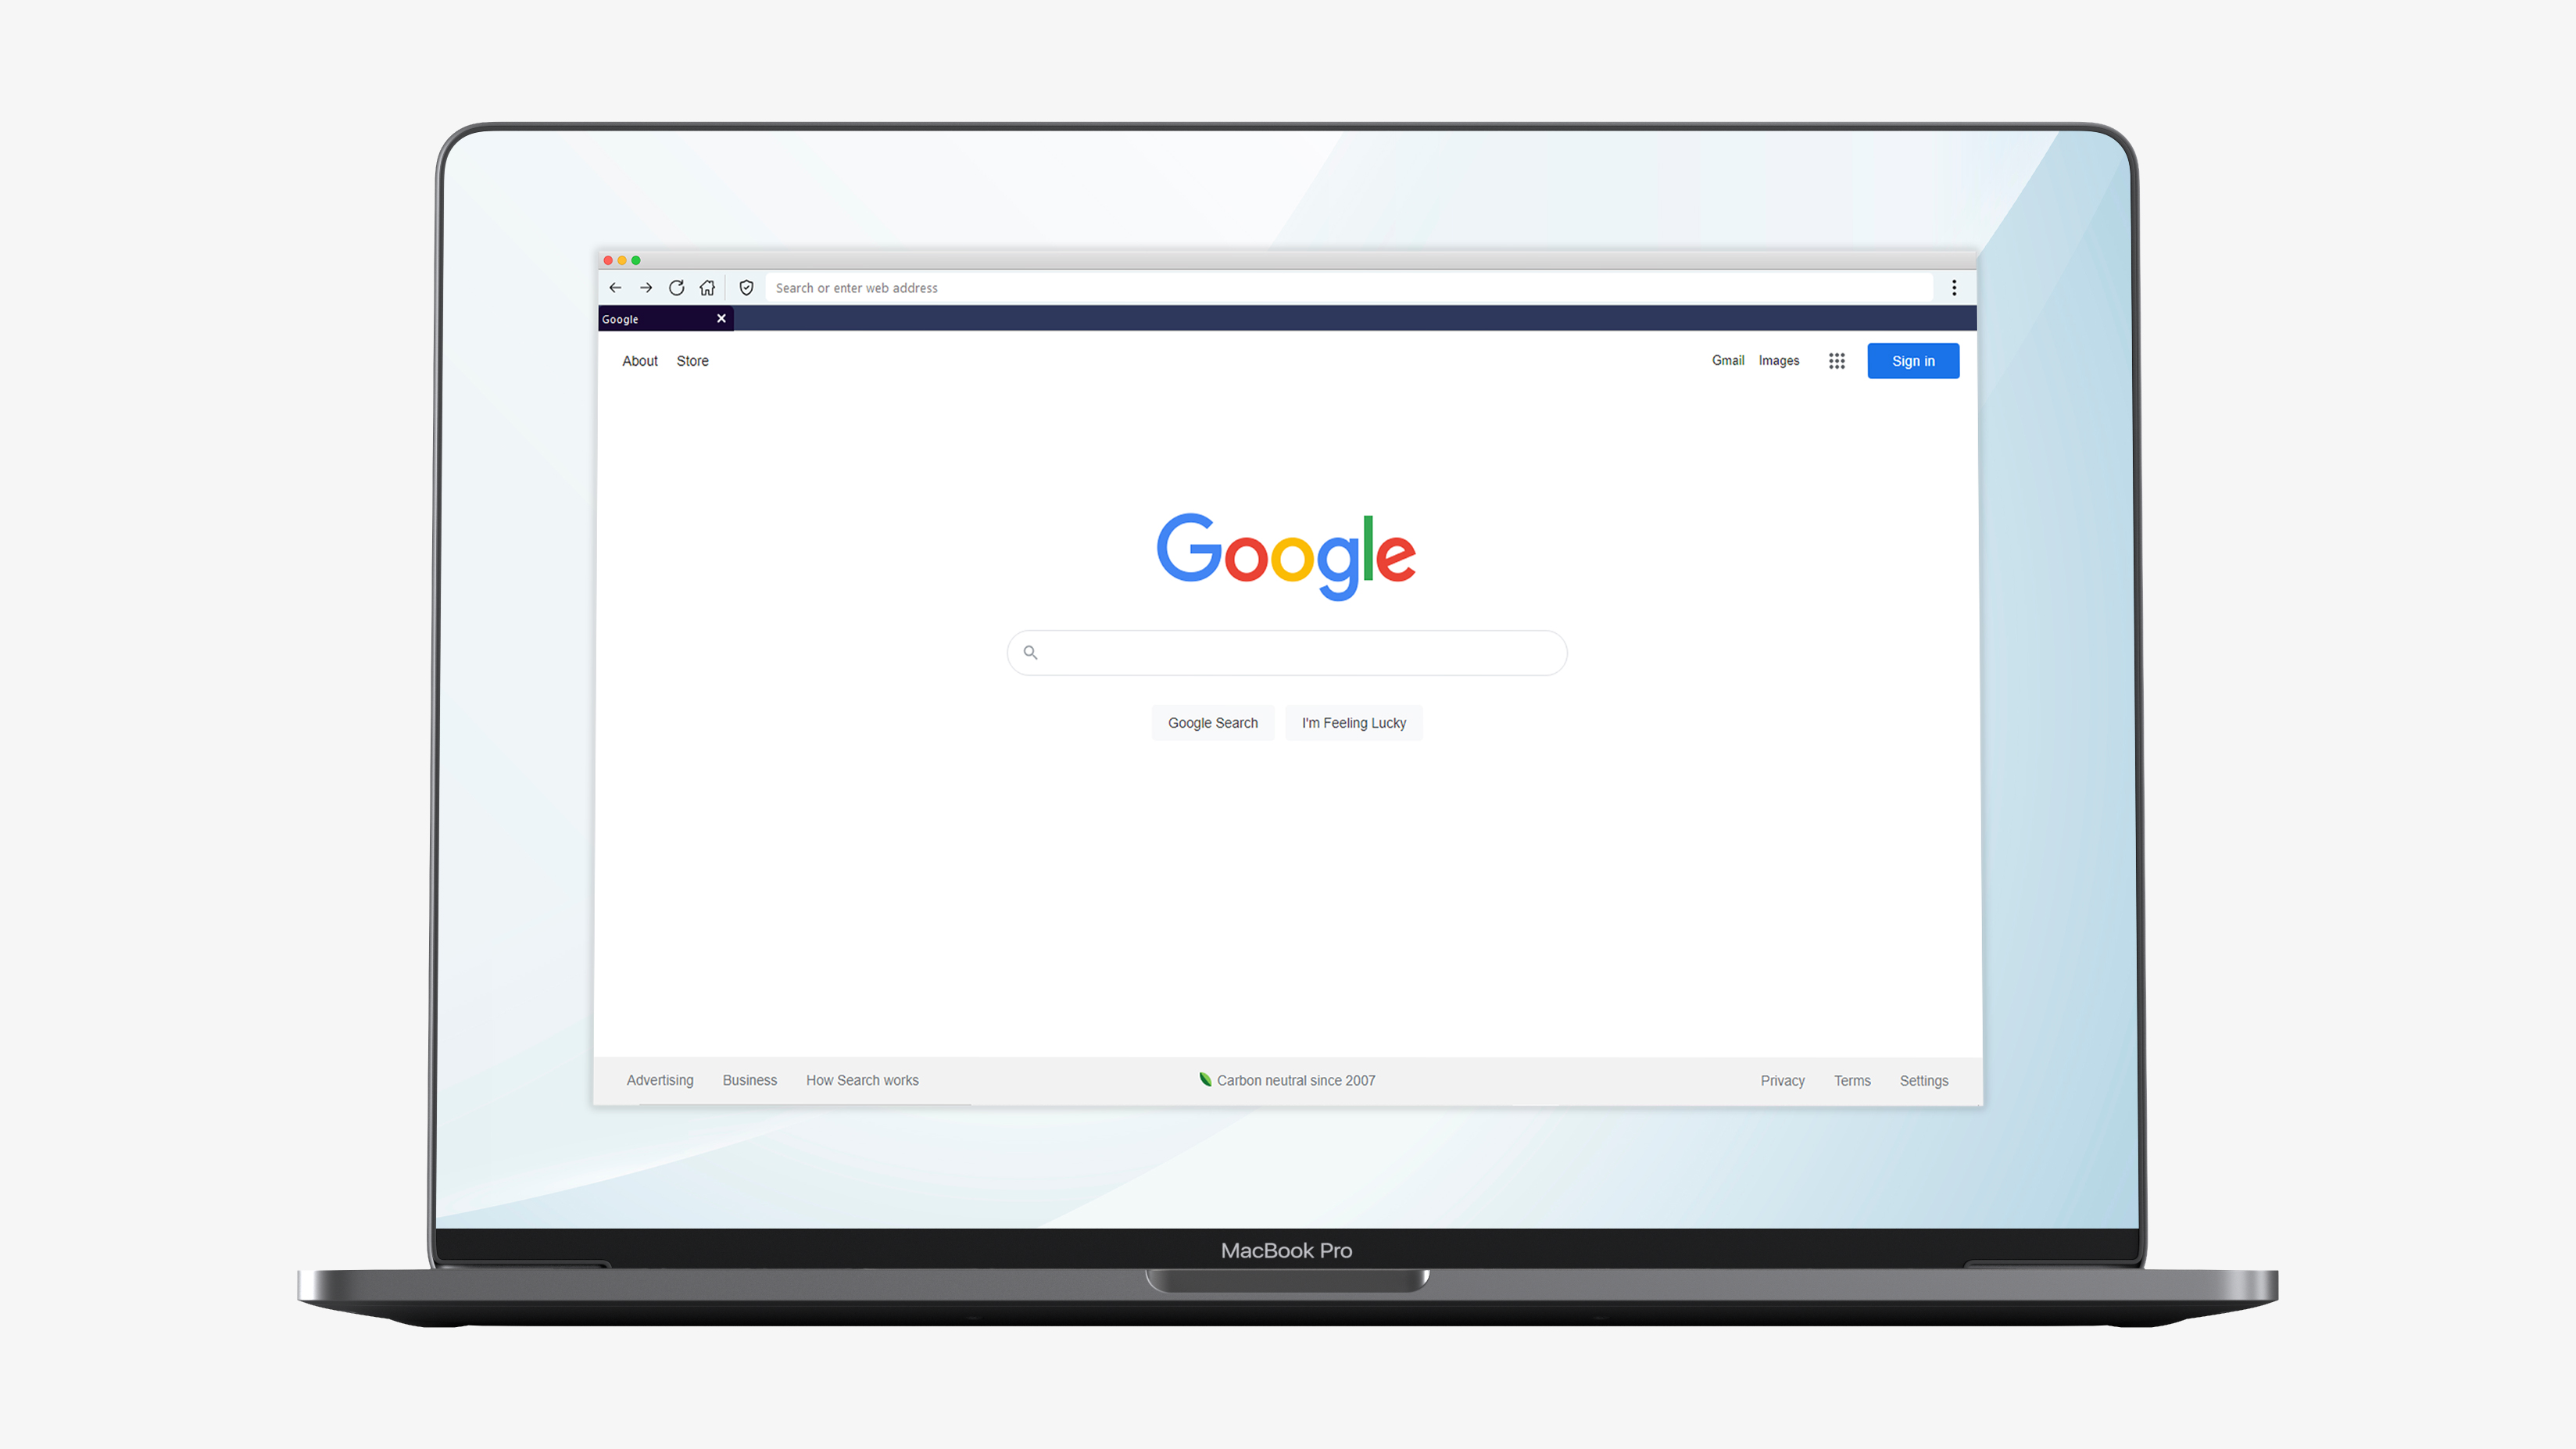 Search or enter web address
Google
About Store Gmail Images Sign in
Google
Google Search I'm Feeling Lucky
Advertising Business How Search works Carbon neutral since 2007 Privacy Terms Settings
MacBook Pro